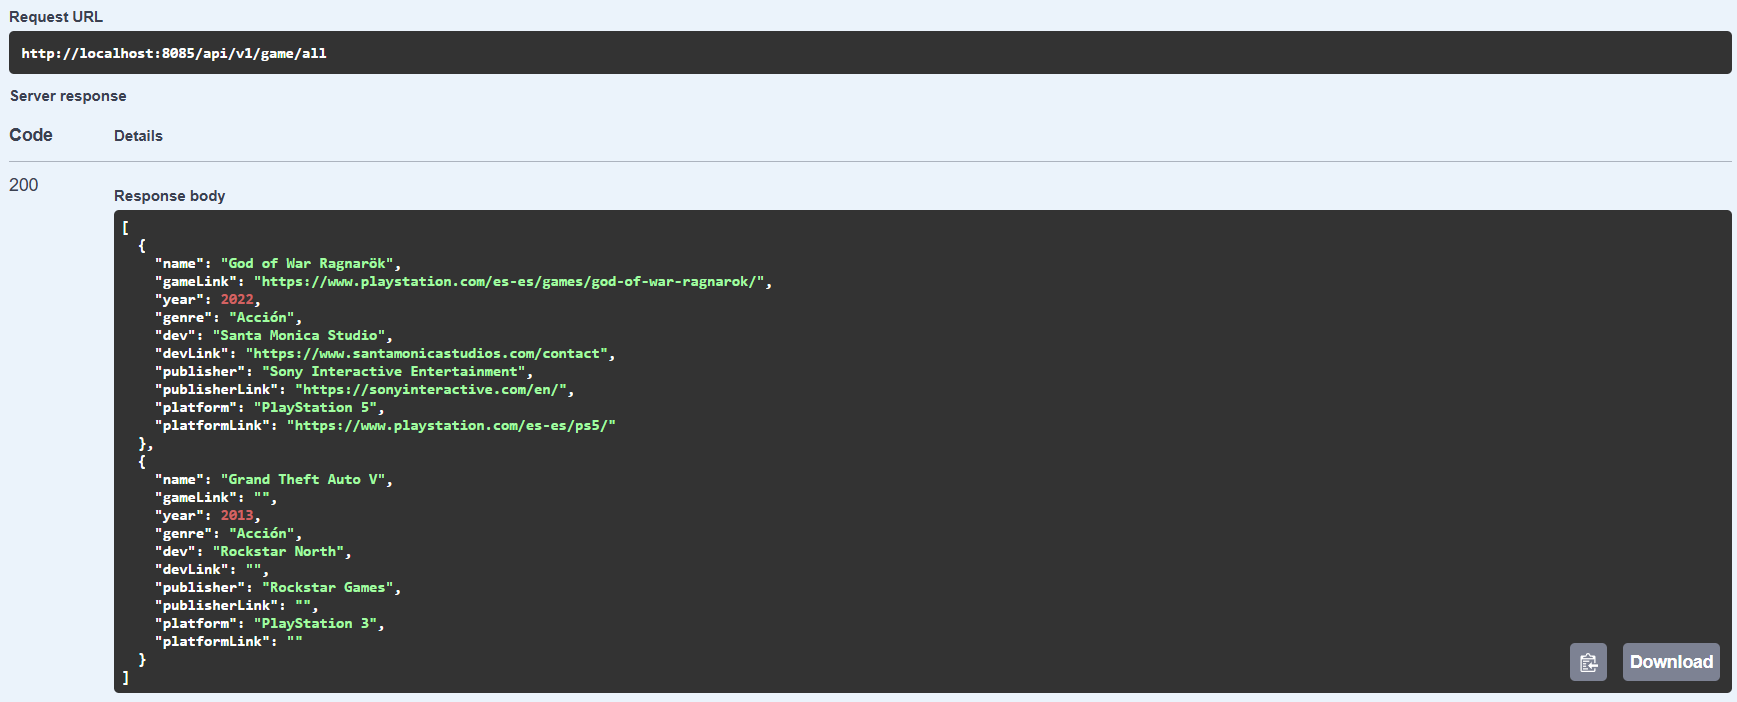 Request URL
http://localhost:8085/api/v1/game/all
Server response
Code Details
200
Response body
[
  {
    "name": "God of War Ragnarök",
    "gameLink": "https://www.playstation.com/es-es/games/god-of-war-ragnarok/",
    "year": 2022,
    "genre": "Acción",
    "dev": "Santa Monica Studio",
    "devLink": "https://www.santamonicastudios.com/contact",
    "publisher": "Sony Interactive Entertainment",
    "publisherLink": "https://sonyinteractive.com/en/",
    "platform": "PlayStation 5",
    "platformLink": "https://www.playstation.com/es-es/ps5/"
  },
  {
    "name": "Grand Theft Auto V",
    "gameLink": "",
    "year": 2013,
    "genre": "Acción",
    "dev": "Rockstar North",
    "devLink": "",
    "publisher": "Rockstar Games",
    "publisherLink": "",
    "platform": "PlayStation 3",
    "platformLink": ""
  }
]
Download